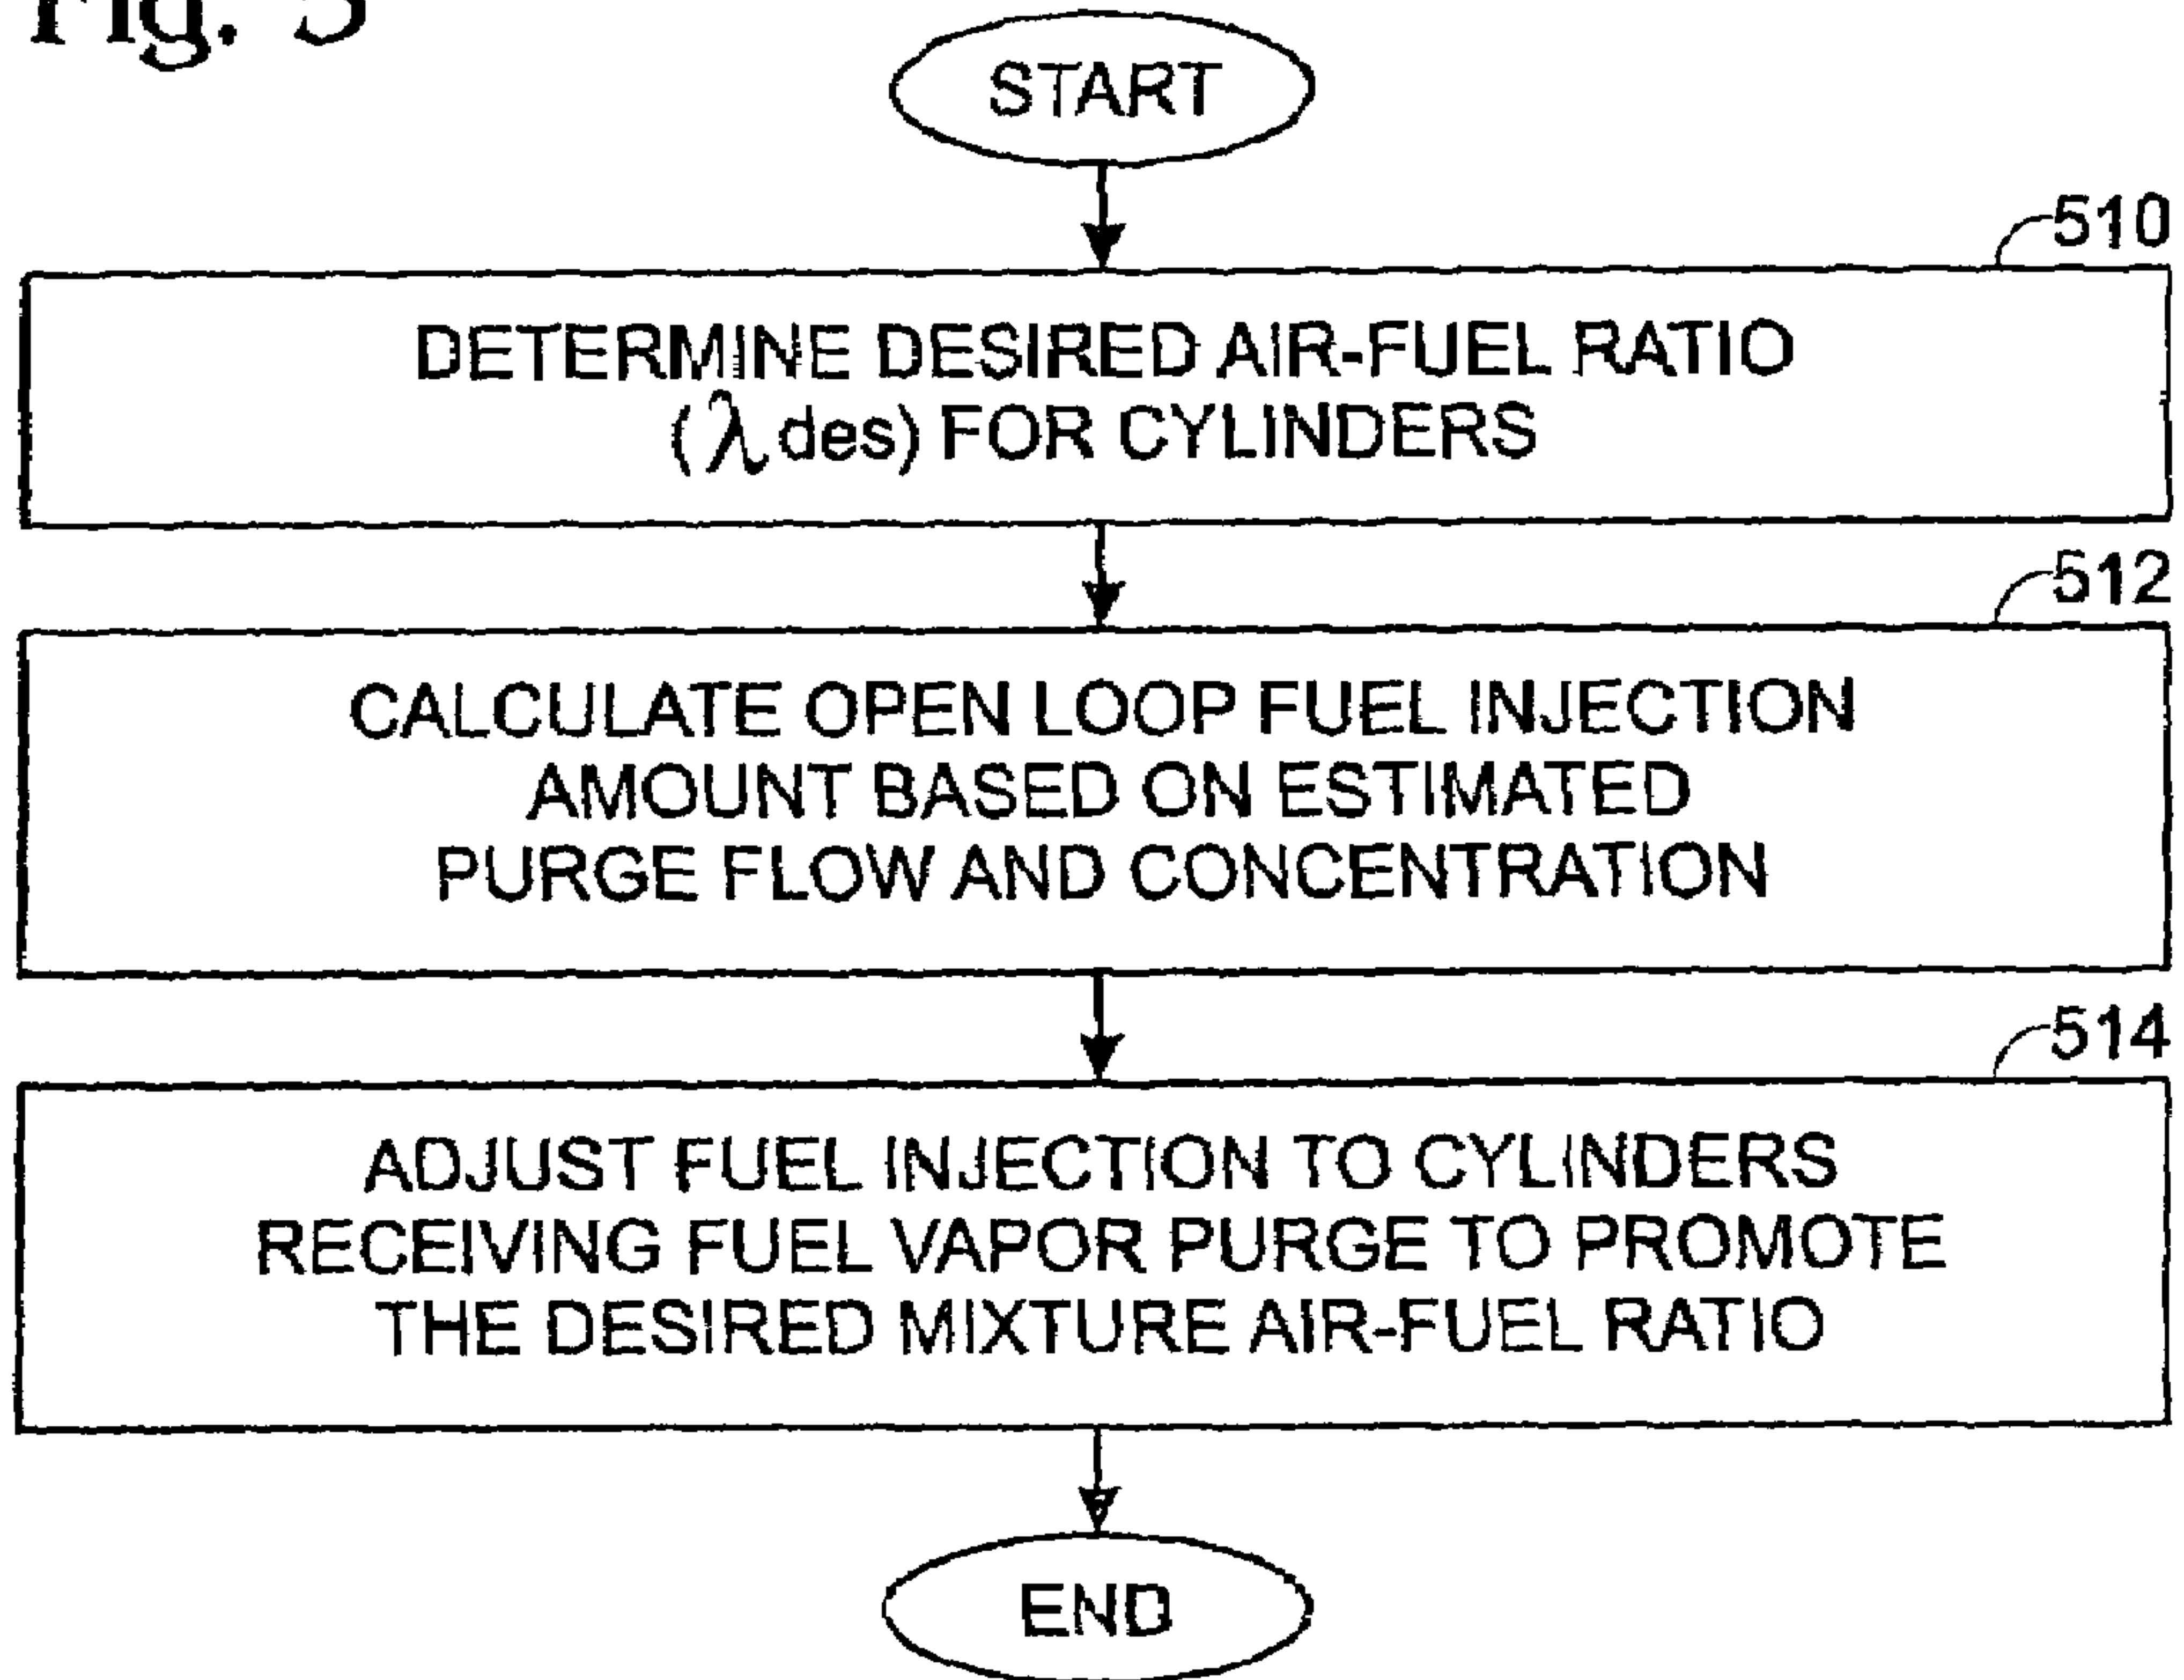 Fig. 5
START
510
DETERMINE DESIRED AIR-FUEL RATIO
(λ des) FOR CYLINDERS
512
CALCULATE OPEN LOOP FUEL INJECTION
AMOUNT BASED ON ESTIMATED
PURGE FLOW AND CONCENTRATION
514
ADJUST FUEL INJECTION TO CYLINDERS
RECEIVING FUEL VAPOR PURGE TO PROMOTE
THE DESIRED MIXTURE AIR-FUEL RATIO
END